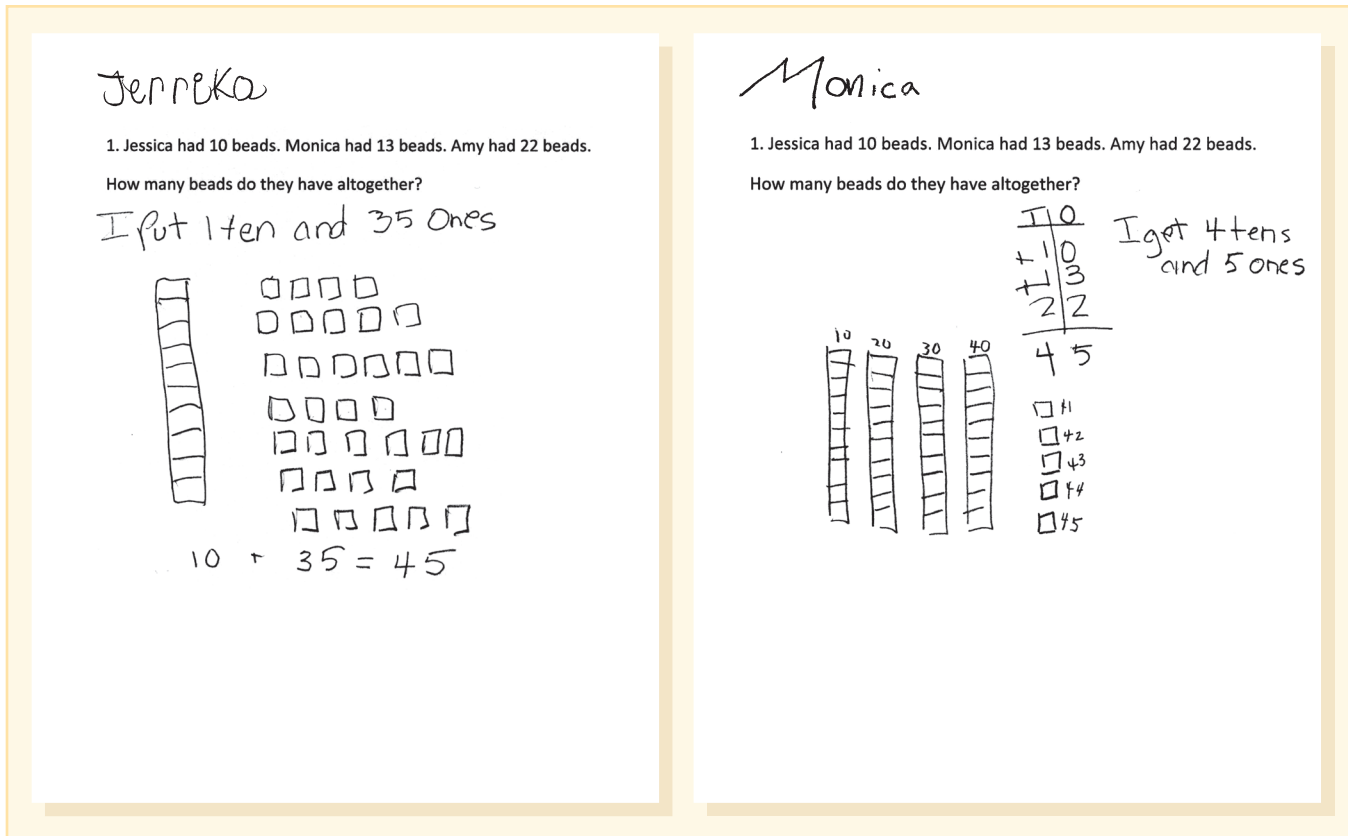 Jerreka
1. Jessica had 10 beads. Monica had 13 beads. Amy had 22 beads.
How many beads do they have altogether?
I put 1 ten and 35 Ones
10 + 35 = 45
Monica
1. Jessica had 10 beads. Monica had 13 beads. Amy had 22 beads.
How many beads do they have altogether?
T|O
+ 1|0
+ 1|3
2|2
4 5
I get 4 tens
and 5 ones
10 20 30 40
41
42
43
44
45